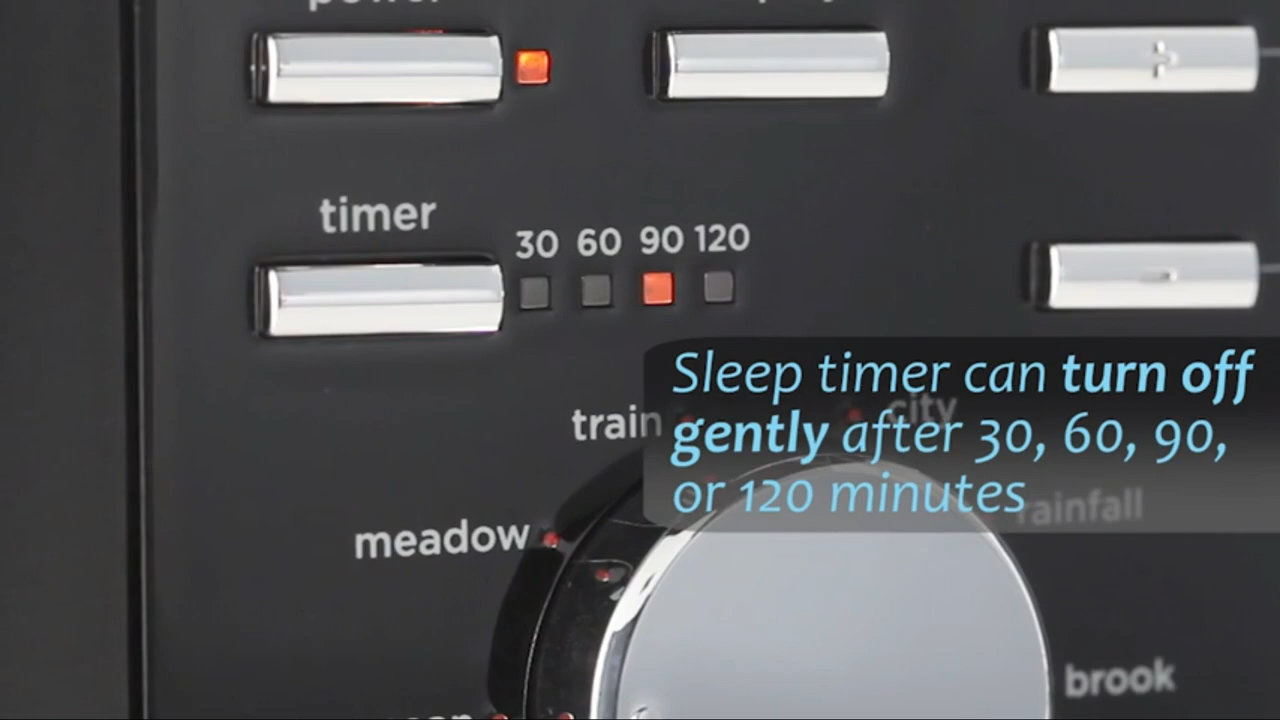 power
timer
30 60 90 120
Sleep timer can turn off
gently after 30, 60, 90,
or 120 minutes
train
city
meadow
rainfall
brook